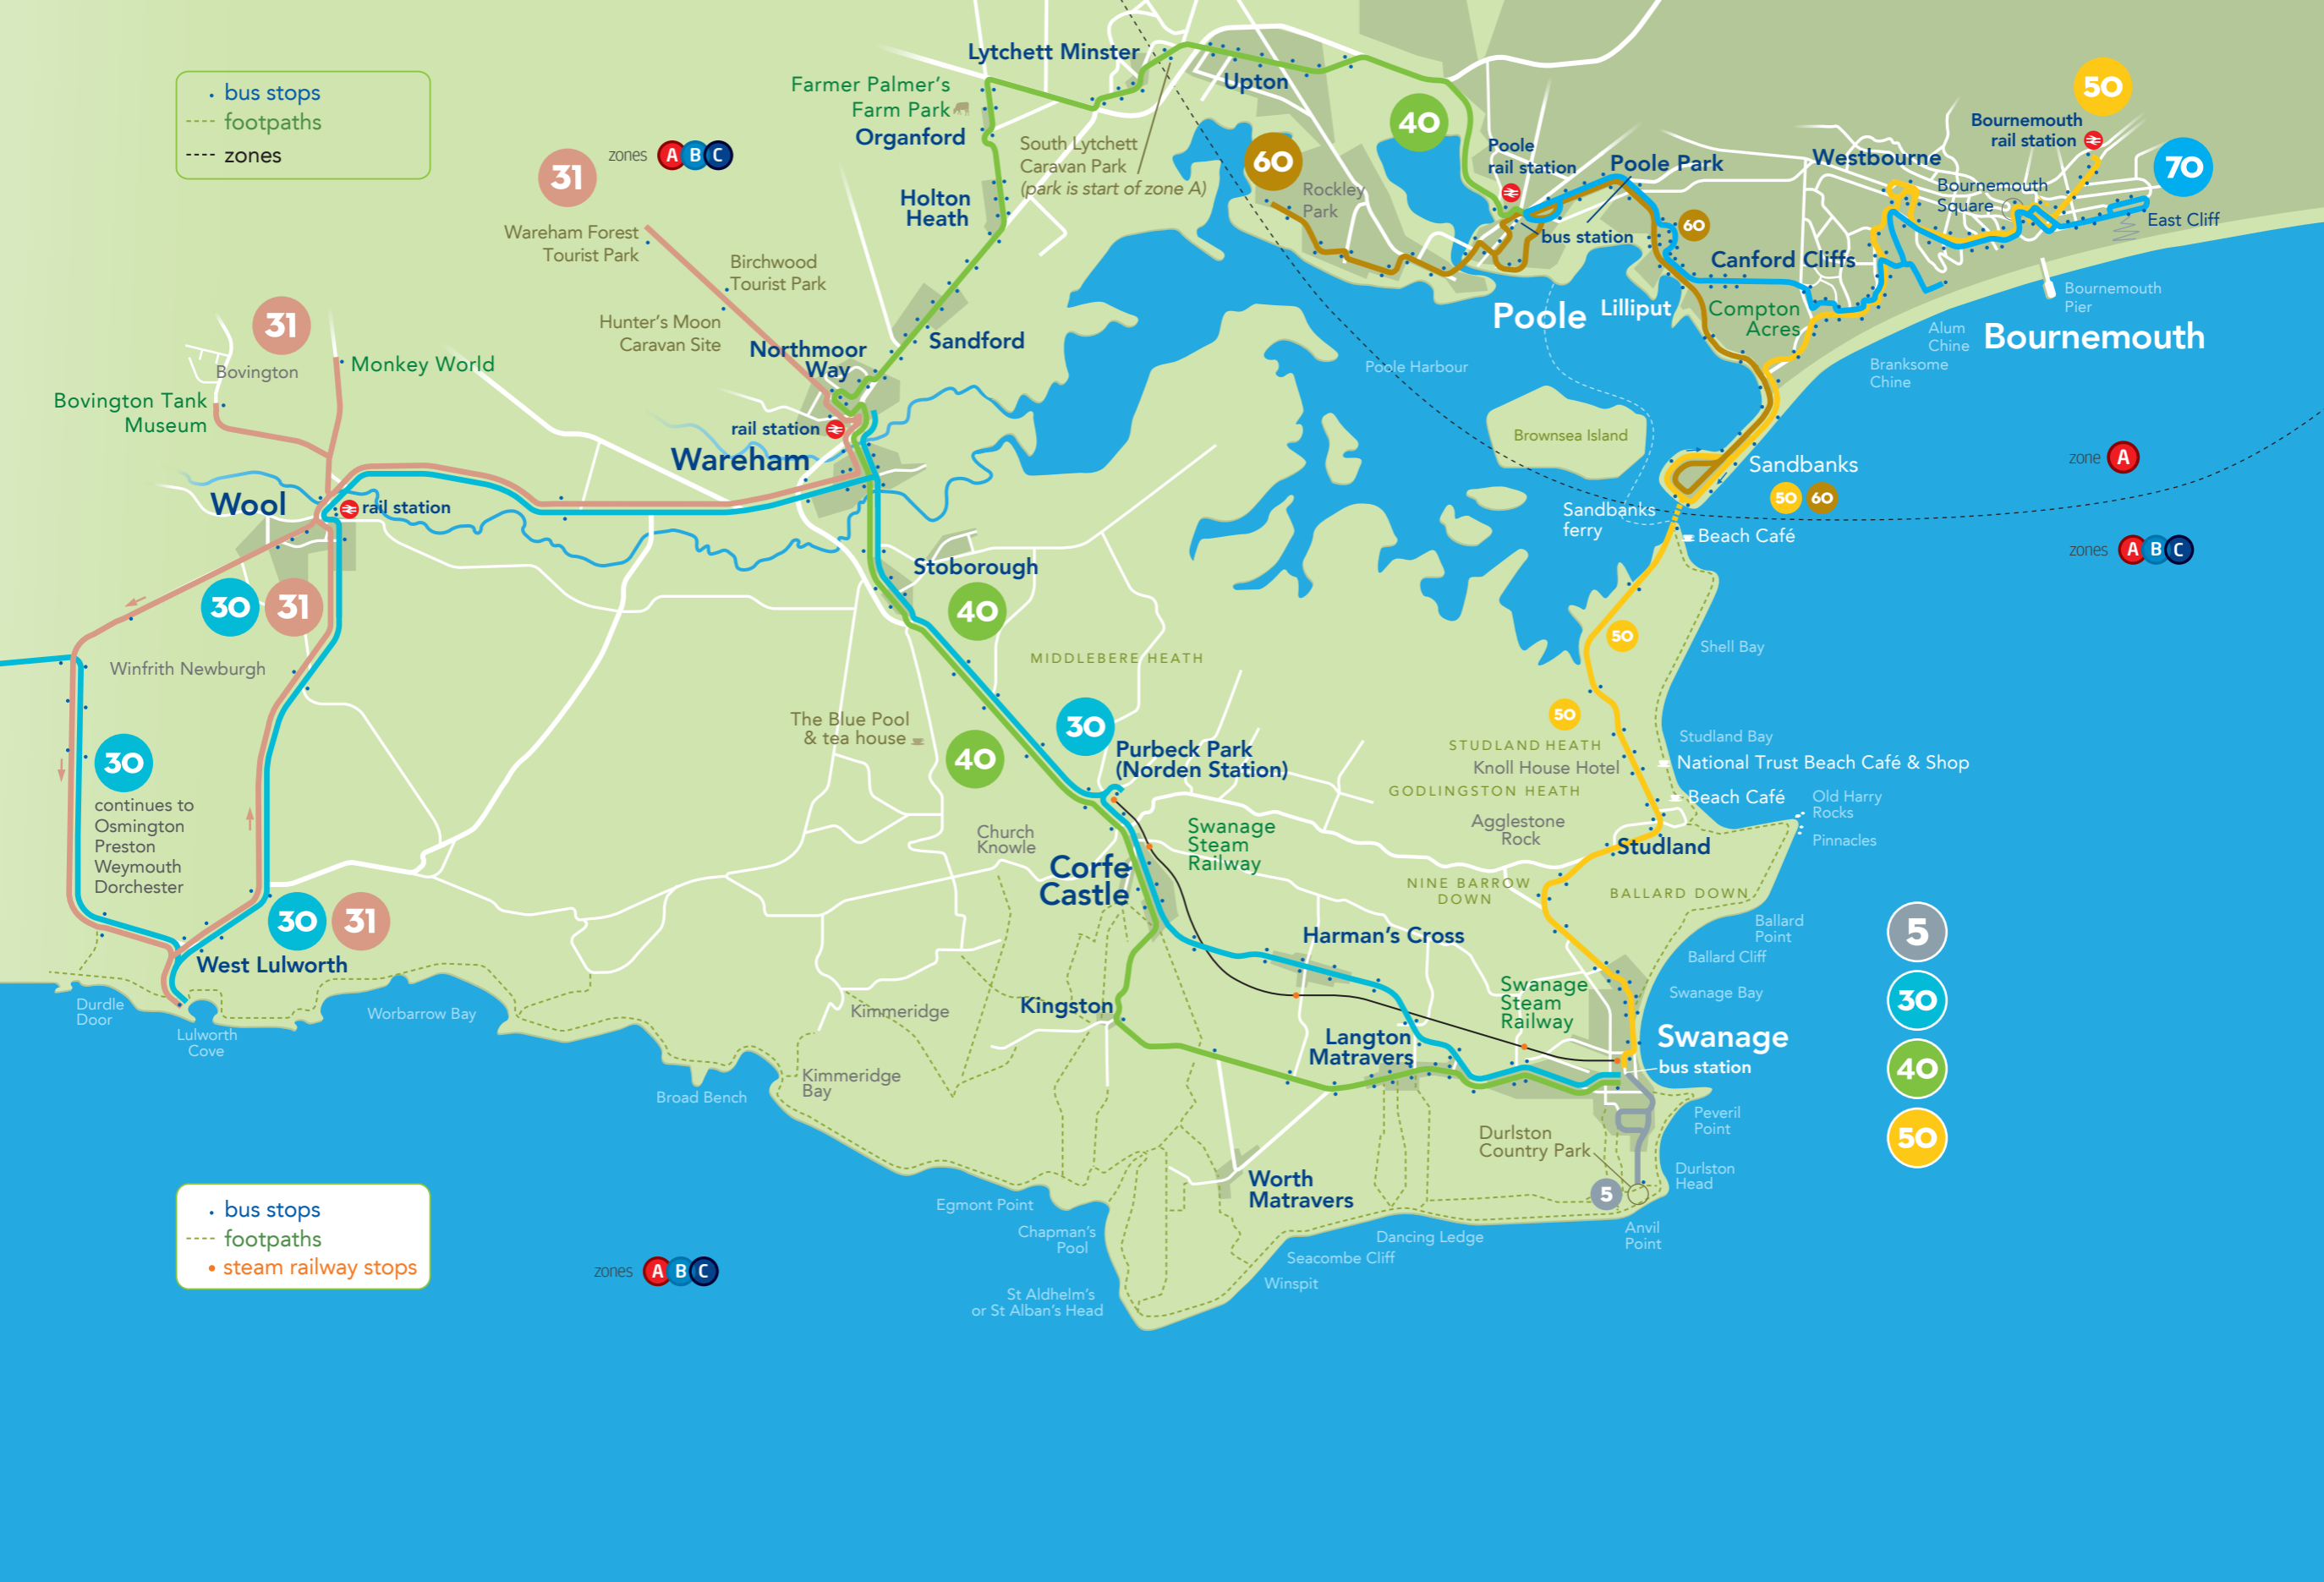 bus stops
footpaths
zones
31
zones A B C
Wareham Forest
Tourist Park
Birchwood
Tourist Park
Hunter's Moon
Caravan Site
Northmoor
Way
rail station
Wareham
Lytchett Minster
Farmer Palmer's
Farm Park
Organford
Holton
Heath
Sandford
South Lytchett
Caravan Park
(park is start of zone A)
Upton
60
Rockley
Park
40
Poole
rail station
Poole Park
bus station
60
Canford Cliffs
Poole
Lilliput
Compton
Acres
Westbourne
50
Bournemouth
rail station
70
Bournemouth
Square
East Cliff
Bournemouth
Pier
Bournemouth
Alum
Chine
Branksome
Chine
Poole Harbour
Brownsea Island
Sandbanks
50 60
Sandbanks
ferry
Beach Café
zone A
zones A B C
31
Bovington
Monkey World
Bovington Tank
Museum
Wool
rail station
30 31
Winfrith Newburgh
30
continues to
Osmington
Preston
Weymouth
Dorchester
30 31
West Lulworth
Durdle
Door
Lulworth
Cove
Worbarrow Bay
Stoborough
40
MIDDLEBERE HEATH
The Blue Pool
& tea house
40
30
Purbeck Park
(Norden Station)
Church
Knowle
Corfe
Castle
Swanage
Steam
Railway
50
Shell Bay
50
Studland Bay
STUDLAND HEATH
Knoll House Hotel
National Trust Beach Café & Shop
GODLINGSTON HEATH
Beach Café
Old Harry
Rocks
Pinnacles
Agglestone
Rock
Studland
NINE BARROW
DOWN
BALLARD DOWN
Ballard
Point
Ballard Cliff
Swanage Bay
Harman's Cross
Kingston
Kimmeridge
Kimmeridge
Bay
Broad Bench
Langton
Matravers
Swanage
Steam
Railway
Swanage
bus station
Peveril
Point
Durlston
Country Park
Durlston
Head
5
Anvil
Point
Worth
Matravers
Egmont Point
Chapman's
Pool
Dancing Ledge
Seacombe Cliff
Winspit
St Aldhelm's
or St Alban's Head
5
30
40
50
bus stops
footpaths
steam railway stops
zones A B C